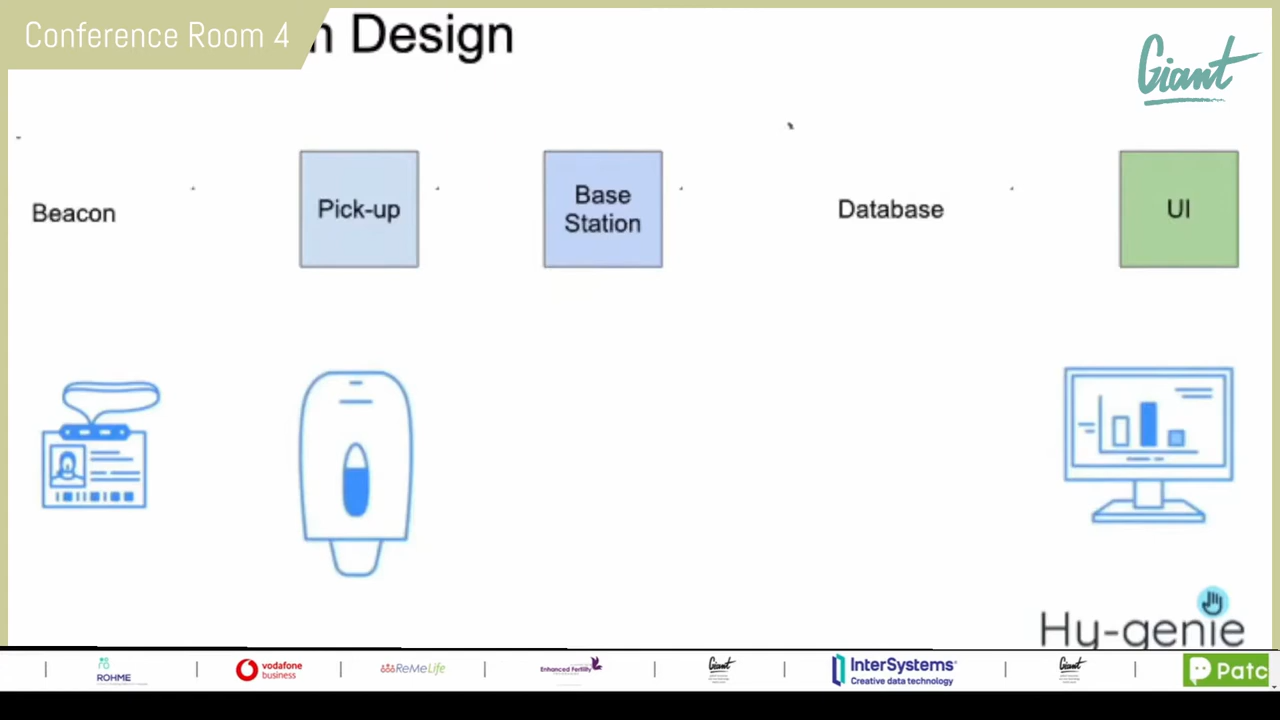 Conference Room 4
n Design
Giant
Beacon
Pick-up
Base
Station
Database
UI
Hy-genie
ROHME
vodafone
business
ReMeLife
Enhanced Fertility
Giant
InterSystems
Creative data technology
Giant
Patc